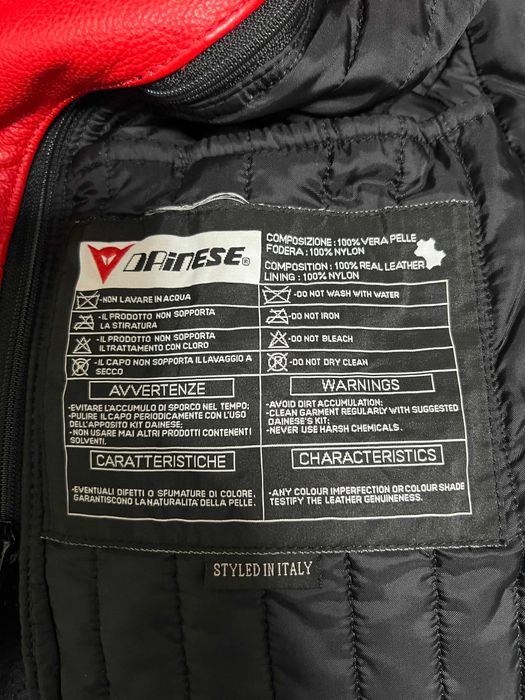 DAINESE®
COMPOSIZIONE : 100% VERA PELLE
FODERA : 100% NYLON
COMPOSITION : 100% REAL LEATHER
LINING : 100% NYLON
-NON LAVARE IN ACQUA
-IL PRODOTTO NON SOPPORTA
LA STIRATURA
-IL PRODOTTO NON SOPPORTA
IL TRATTAMENTO CON CLORO
-IL CAPO NON SOPPORTA IL LAVAGGIO A
SECCO
-DO NOT WASH WITH WATER
-DO NOT IRON
-DO NOT BLEACH
-DO NOT DRY CLEAN
AVVERTENZE
-EVITARE L'ACCUMULO DI SPORCO NEL TEMPO;
-PULIRE IL CAPO PERIODICAMENTE CON L'USO
DELL'APPOSITO KIT DAINESE;
-NON USARE MAI ALTRI PRODOTTI CONTENENTI
SOLVENTI.
WARNINGS
-AVOID DIRT ACCUMULATION;
-CLEAN GARMENT REGULARLY WITH SUGGESTED
DAINESE'S KIT;
-NEVER USE HARSH CHEMICALS.
CARATTERISTICHE
-EVENTUALI DIFETTI O SFUMATURE DI COLORE,
GARANTISCONO LA NATURALITÀ DELLA PELLE.
CHARACTERISTICS
-ANY COLOUR IMPERFECTION OR COLOUR SHADE
TESTIFY THE LEATHER GENUINENESS.
STYLED IN ITALY